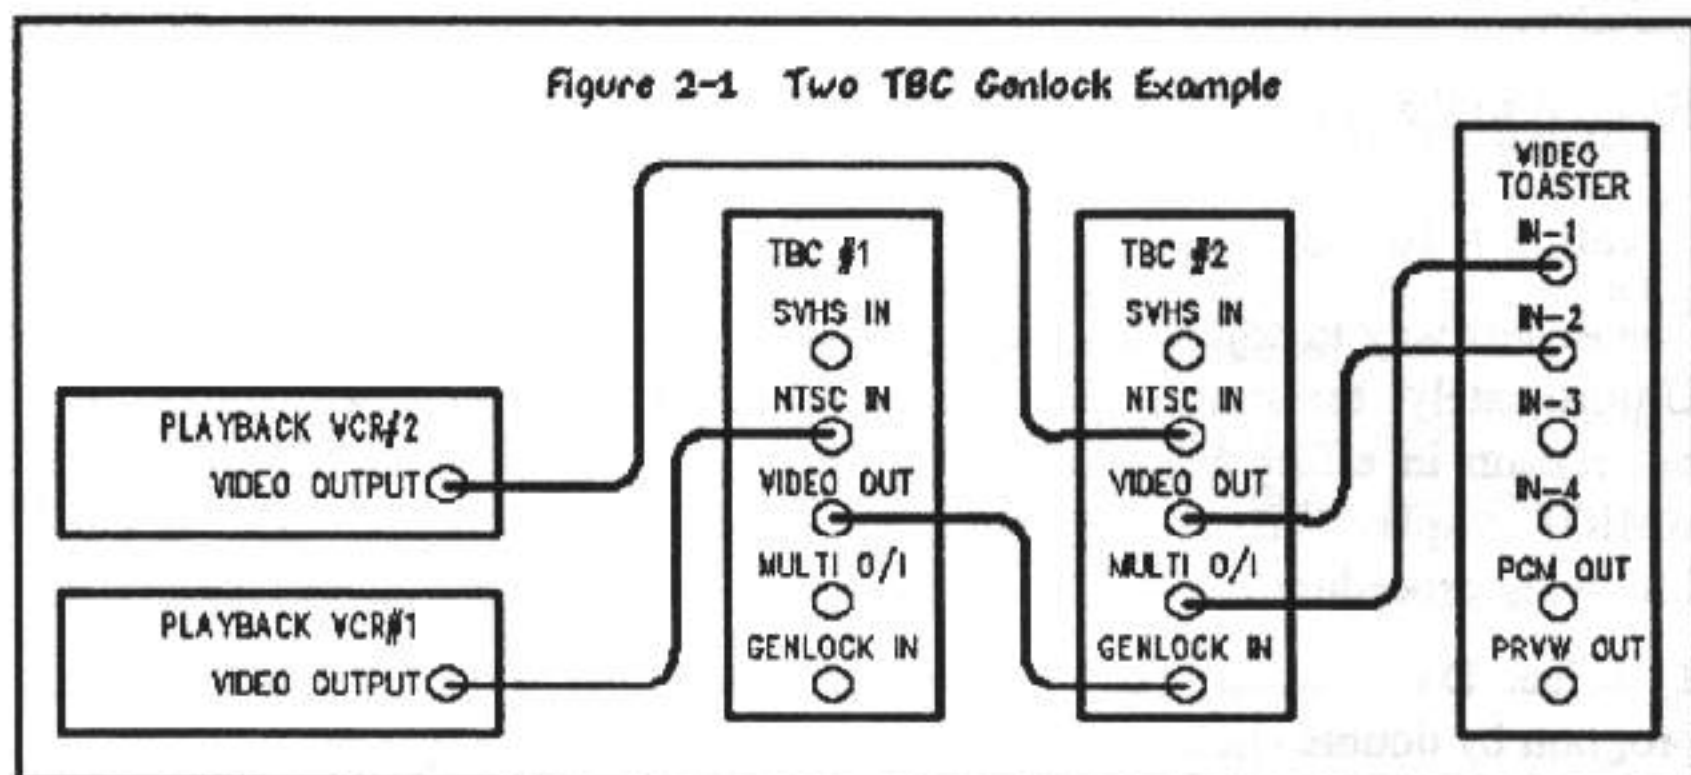 Figure 2-1 Two TBC Genlock Example
PLAYBACK VCR#2
VIDEO OUTPUT
PLAYBACK VCR#1
VIDEO OUTPUT
TBC #1
SVHS IN
NTSC IN
VIDEO OUT
MULTI O/I
GENLOCK IN
TBC #2
SVHS IN
NTSC IN
VIDEO OUT
MULTI O/I
GENLOCK IN
VIDEO
TOASTER
IN-1
IN-2
IN-3
IN-4
PGM OUT
PRVW OUT